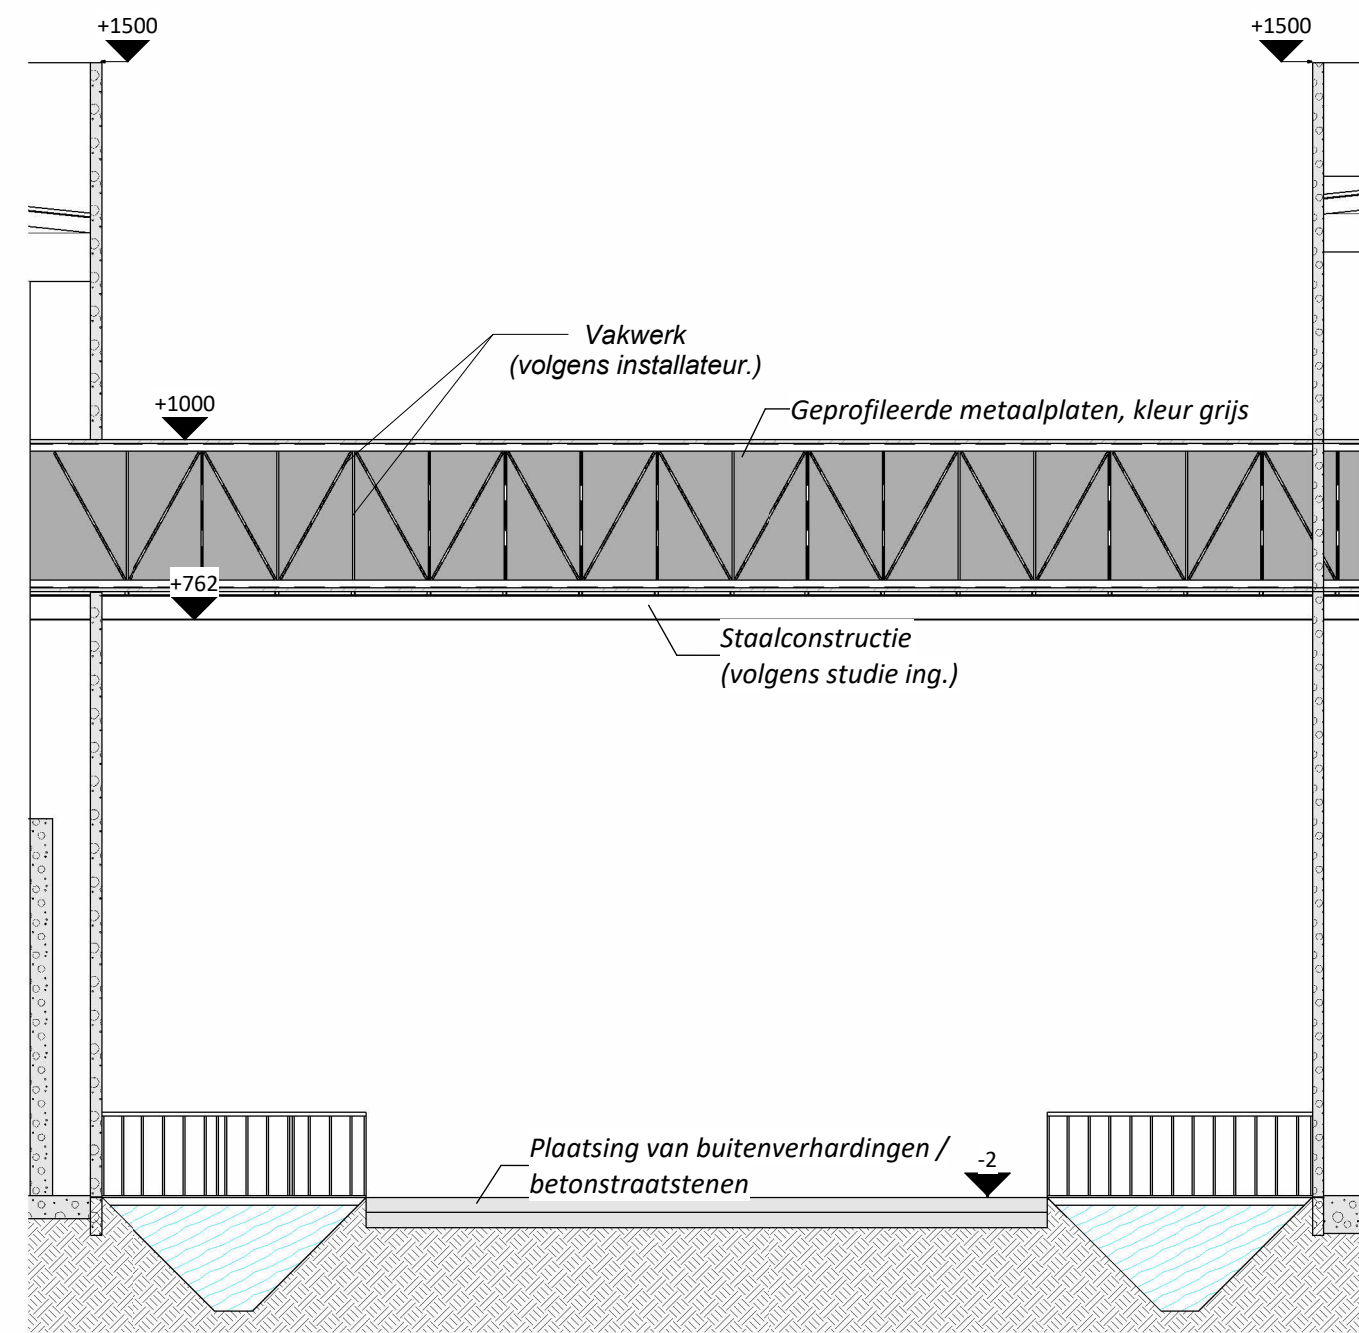 +1500
+1500
Vakwerk
(volgens installateur.)
+1000
Geprofileerde metaalplaten, kleur grijs
+762
Staalconstructie
(volgens studie ing.)
Plaatsing van buitenverhardingen /
betonstraatstenen
-2